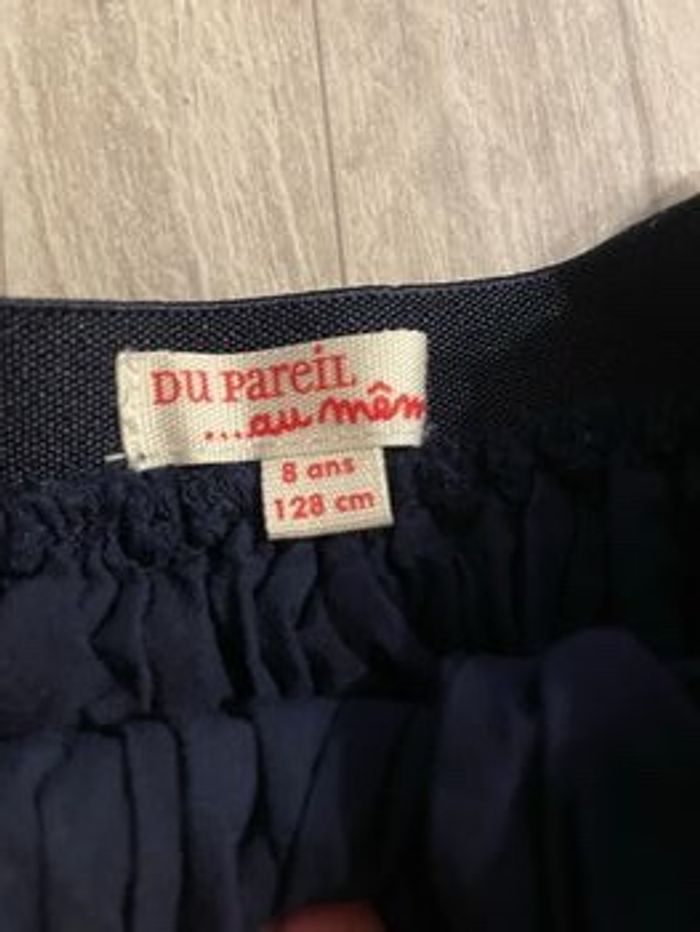 DU PareiL
...au mêm
8 ans
128 cm